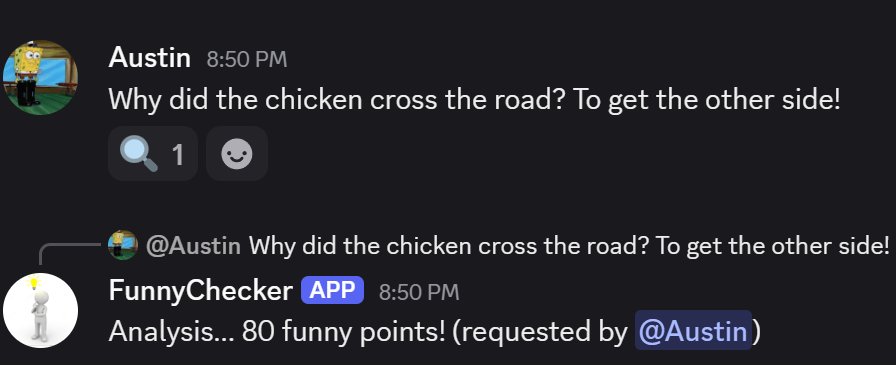 Austin 8:50 PM
Why did the chicken cross the road? To get the other side!
1
@Austin Why did the chicken cross the road? To get the other side!
FunnyChecker APP 8:50 PM
Analysis... 80 funny points! (requested by @Austin)